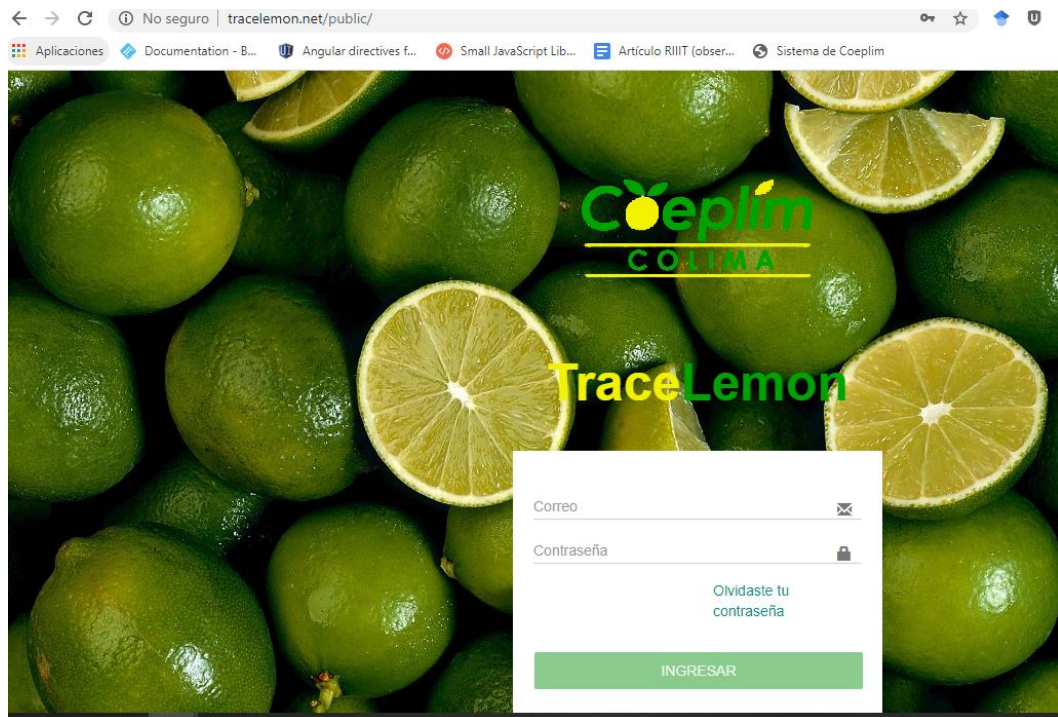 No seguro | tracelemon.net/public/
Aplicaciones Documentation - B... Angular directives f... Small JavaScript Lib... Artículo RIIIT (obser... Sistema de Coeplim
Coeplim
COLIMA
TraceLemon
Correo
Contraseña
Olvidaste tu
contraseña
INGRESAR